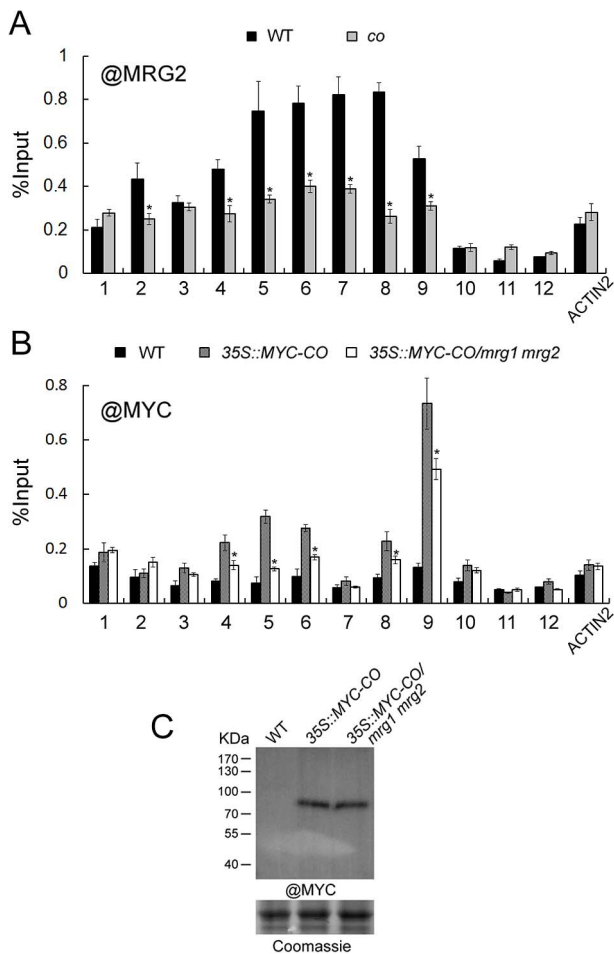 A
WT co
@MRG2
%Input
1
0.8
0.6
0.4
0.2
0
* * * * * * * *
1 2 3 4 5 6 7 8 9 10 11 12 ACTIN2
B
WT 35S::MYC-CO 35S::MYC-CO/mrg1 mrg2
@MYC
%Input
0.8
0.6
0.4
0.2
0
* * * * *
1 2 3 4 5 6 7 8 9 10 11 12 ACTIN2
C
KDa
WT
35S::MYC-CO
35S::MYC-CO/
mrg1 mrg2
170
130
100
70
55
40
@MYC
Coomassie